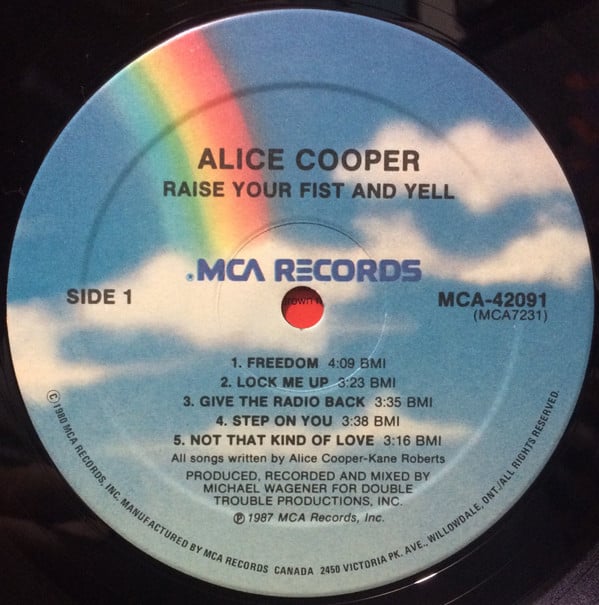 ALICE COOPER
RAISE YOUR FIST AND YELL
®MCA RECORDS
SIDE 1
MCA-42091
(MCA7231)
1. FREEDOM 4:09 BMI
2. LOCK ME UP 3:23 BMI
3. GIVE THE RADIO BACK 3:35 BMI
4. STEP ON YOU 3:38 BMI
5. NOT THAT KIND OF LOVE 3:16 BMI
All songs written by Alice Cooper-Kane Roberts
PRODUCED, RECORDED AND MIXED BY
MICHAEL WAGENER FOR DOUBLE
TROUBLE PRODUCTIONS, INC.
℗ 1987 MCA Records, Inc.
©1980 MCA RECORDS, INC. MANUFACTURED BY MCA RECORDS CANADA 2450 VICTORIA PK. AVE., WILLOWDALE, ONT./ALL RIGHTS RESERVED.